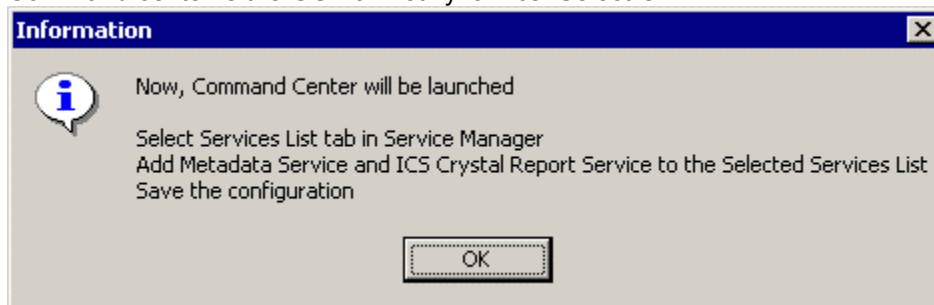 Information
Now, Command Center will be launched
Select Services List tab in Service Manager
Add Metadata Service and ICS Crystal Report Service to the Selected Services List
Save the configuration
OK